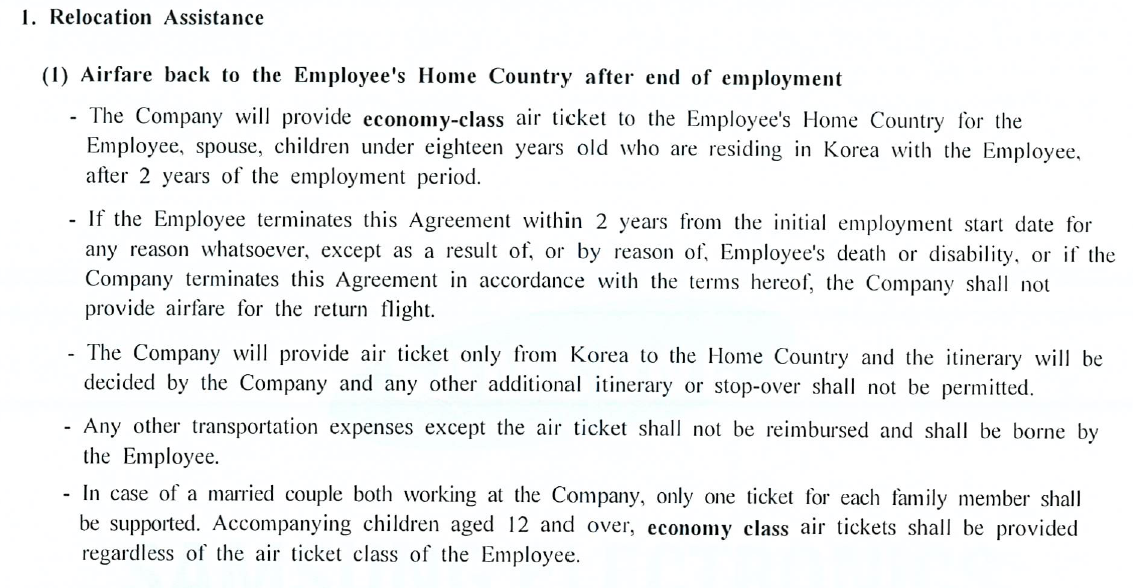 1. Relocation Assistance
(1) Airfare back to the Employee's Home Country after end of employment
- The Company will provide economy-class air ticket to the Employee's Home Country for the
Employee, spouse, children under eighteen years old who are residing in Korea with the Employee,
after 2 years of the employment period.
- If the Employee terminates this Agreement within 2 years from the initial employment start date for
any reason whatsoever, except as a result of, or by reason of, Employee's death or disability, or if the
Company terminates this Agreement in accordance with the terms hereof, the Company shall not
provide airfare for the return flight.
- The Company will provide air ticket only from Korea to the Home Country and the itinerary will be
decided by the Company and any other additional itinerary or stop-over shall not be permitted.
- Any other transportation expenses except the air ticket shall not be reimbursed and shall be borne by
the Employee.
- In case of a married couple both working at the Company, only one ticket for each family member shall
be supported. Accompanying children aged 12 and over, economy class air tickets shall be provided
regardless of the air ticket class of the Employee.